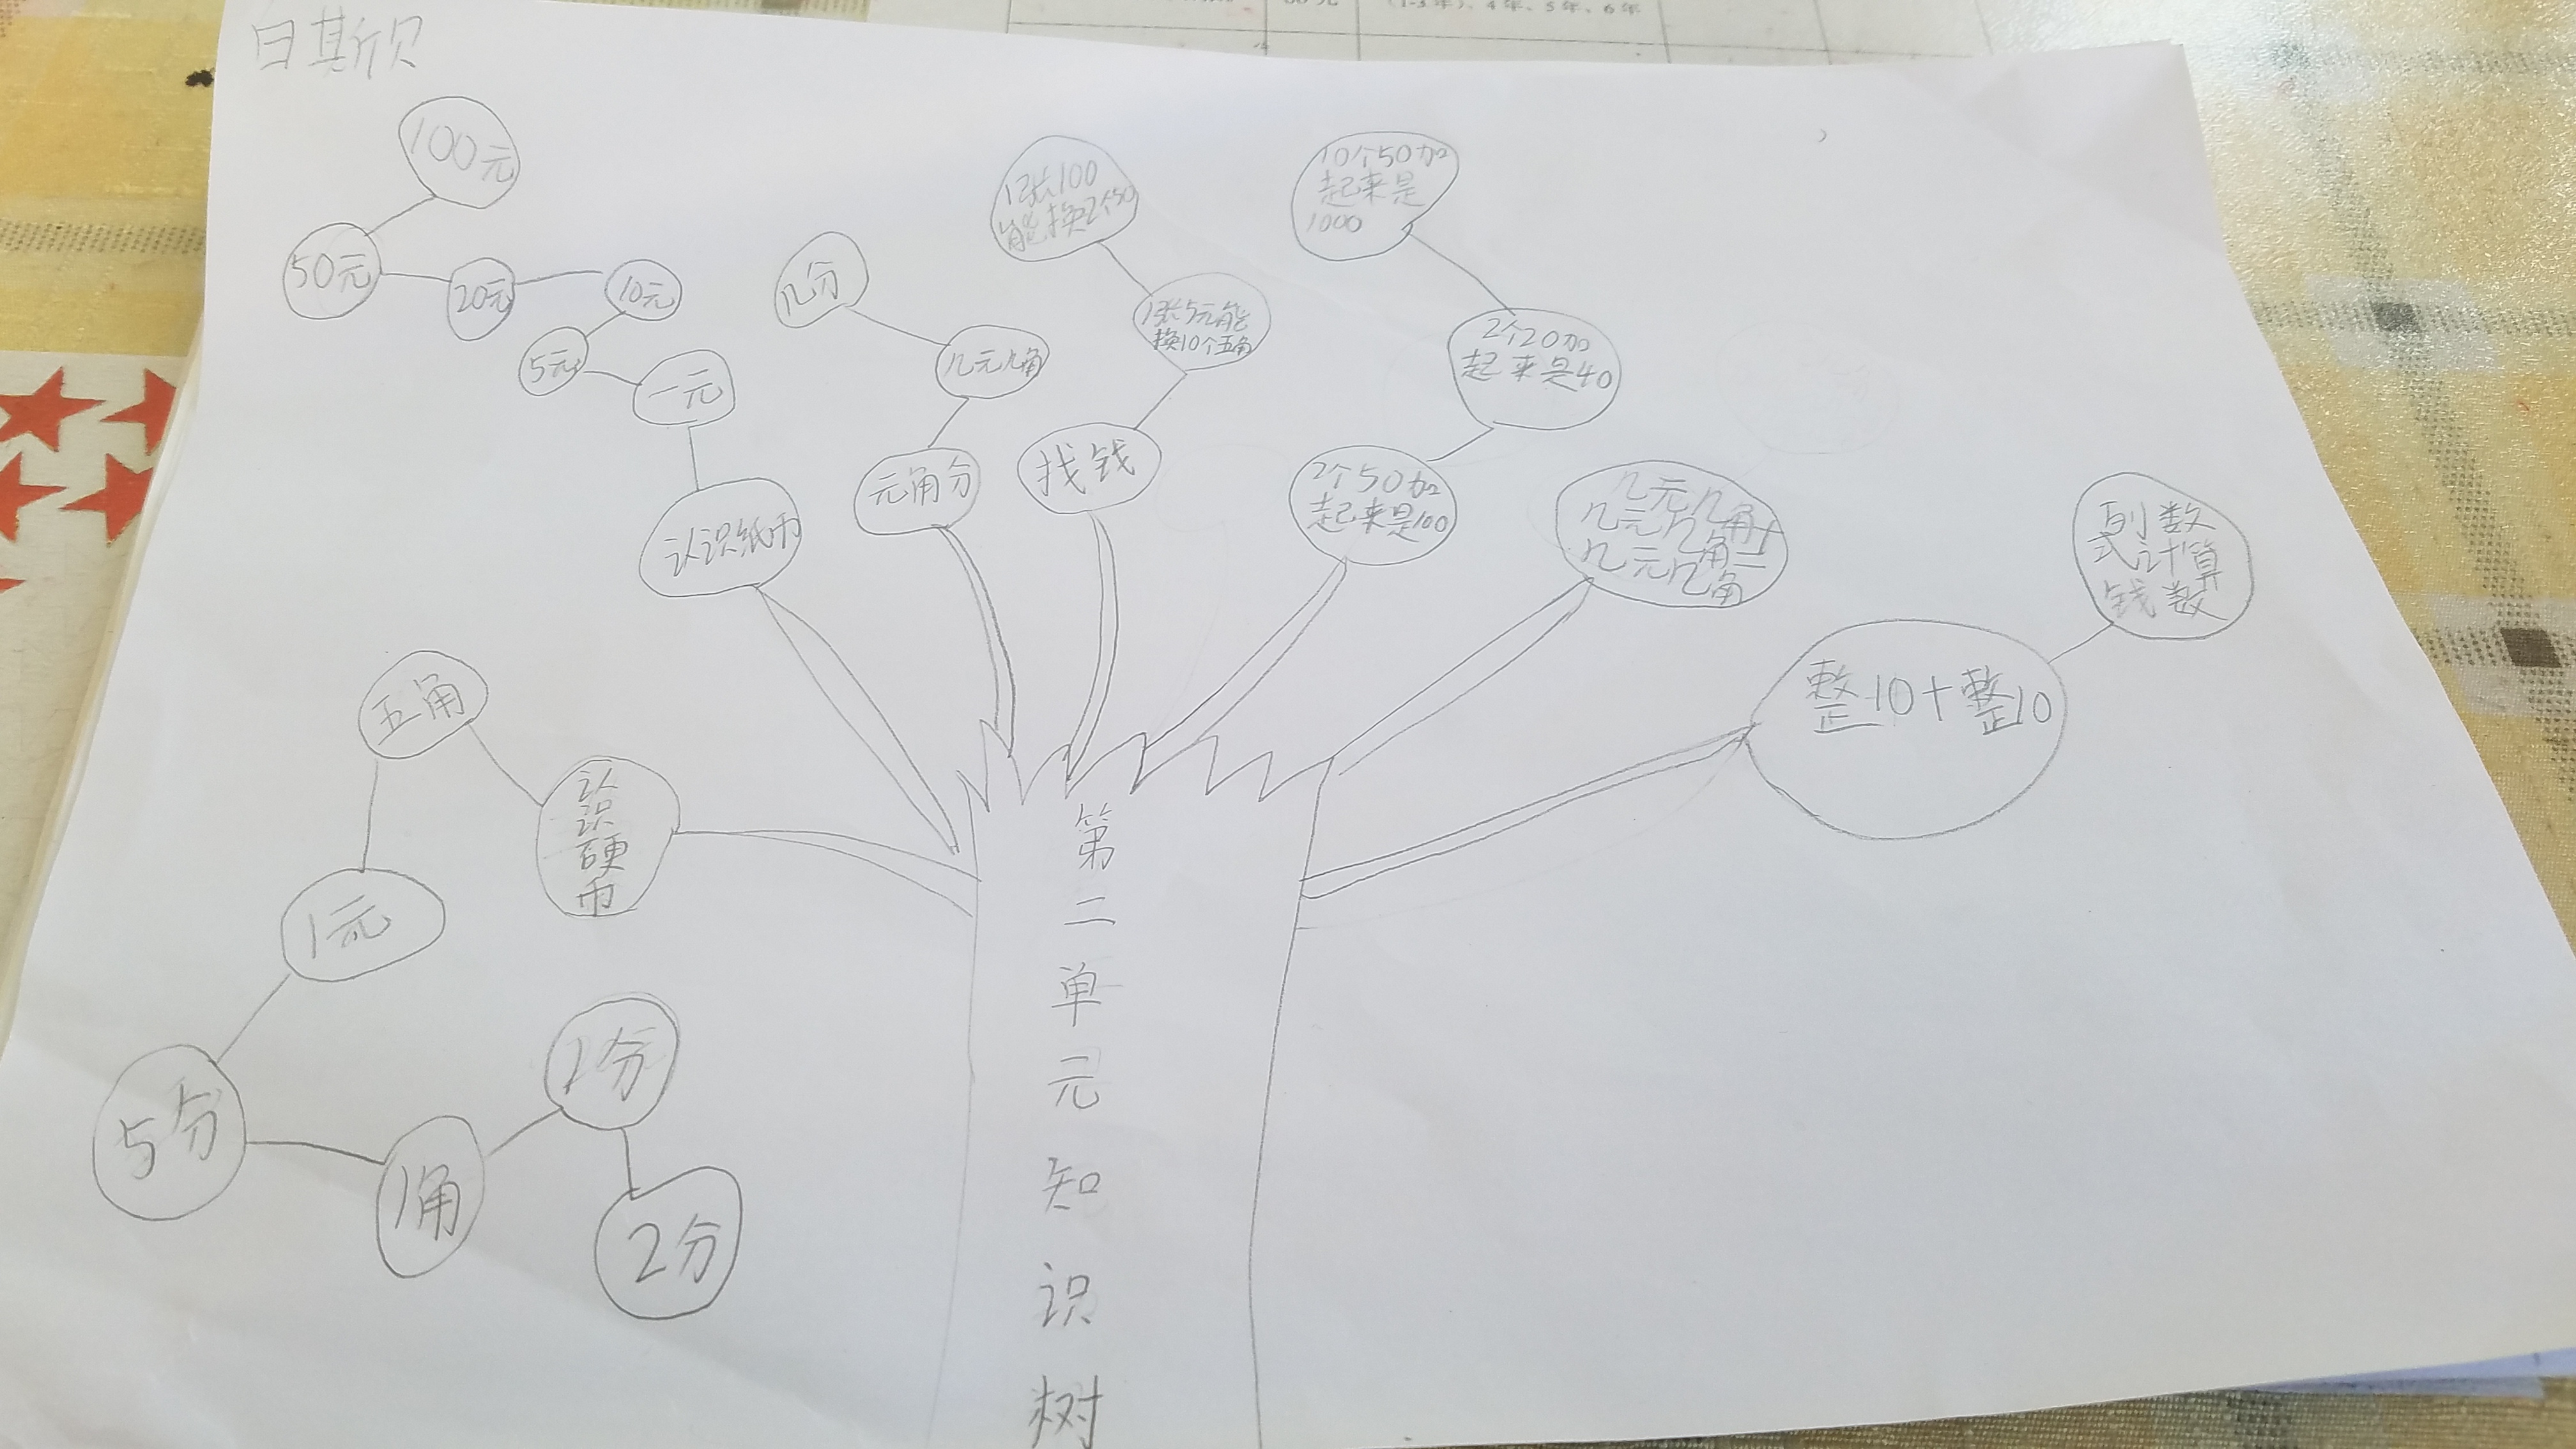 (1-3年)、4年、5年、6年
100元
50元
20元
10元
5元
一元
认识纸币
几分
几元几角
元角分
1张100
能换2个50
1张5元能
换10个五角
找钱
10个50加
起来是
1000
2个20加
起来是40
2个50加
起来是100
几元几角
几元几角+
几元几角=
几元几角
列数
式计算
钱数
整10+整10
五角
认
识
硬
币
1元
5分
1角
1分
2分
第
二
单
元
知
识
树